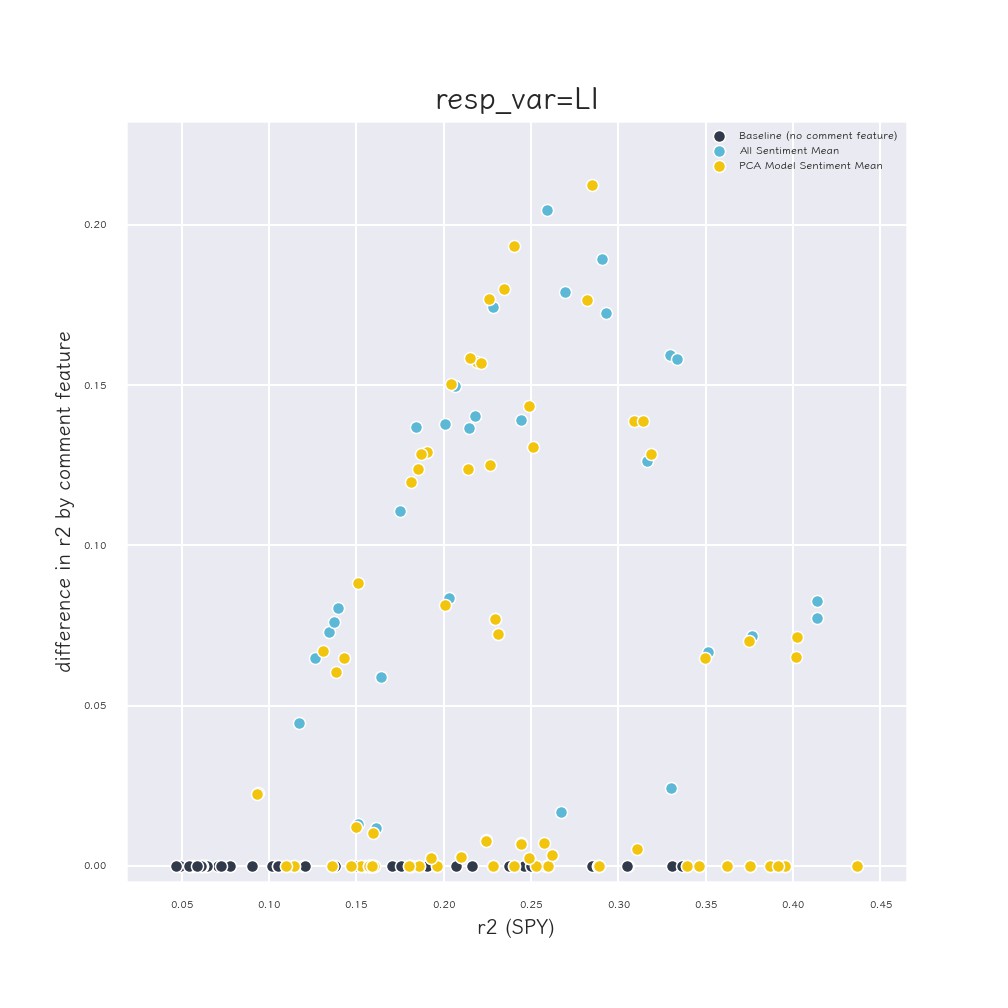 resp_var=LI
Baseline (no comment feature)
All Sentiment Mean
PCA Model Sentiment Mean
difference in r2 by comment feature
0.20
0.15
0.10
0.05
0.00
0.05 0.10 0.15 0.20 0.25 0.30 0.35 0.40 0.45
r2 (SPY)